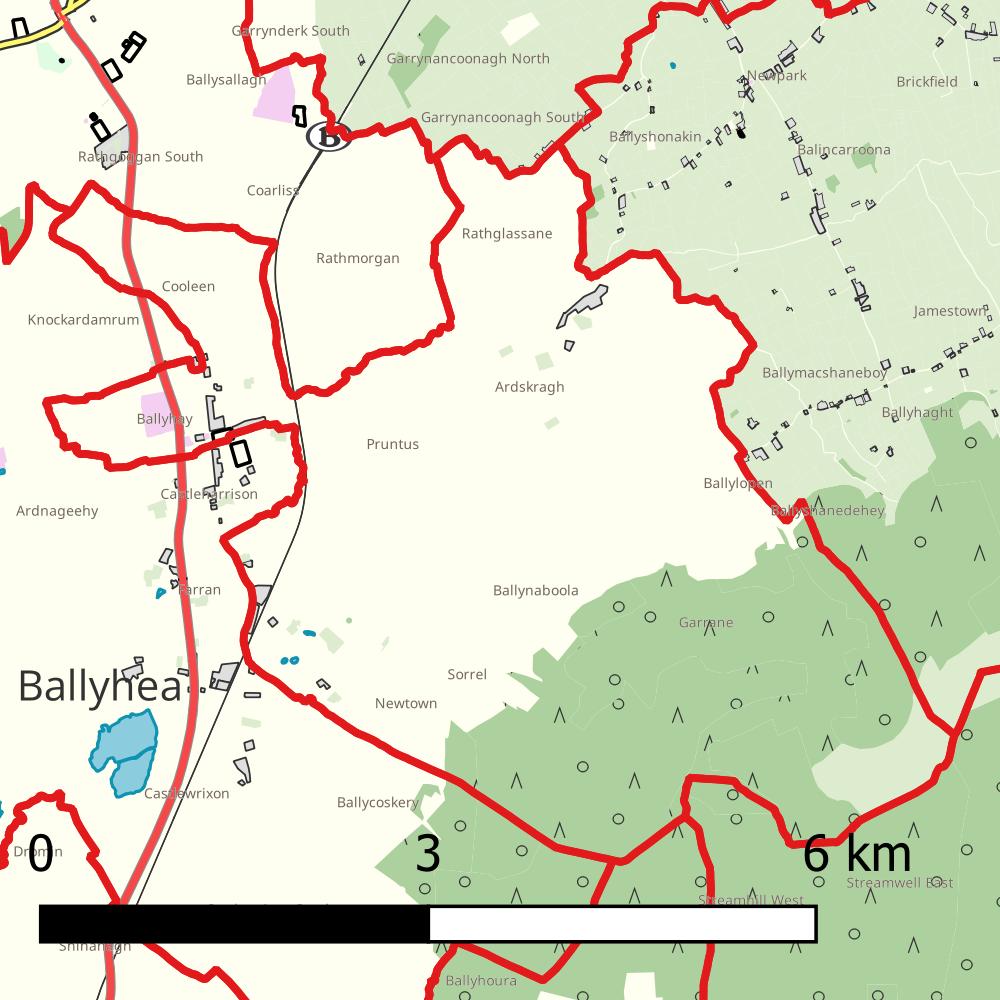 Garrynderk South
Garrynancoonagh North
Ballysallagh
Newpark
Brickfield
Garrynancoonagh South
B
Ballyshonakin
Balincarroona
Rathgoggan South
Coarliss
Rathglassane
Rathmorgan
Cooleen
Jamestown
Knockardamrum
Ballymacshaneboy
Ardskragh
Ballyhaght
Ballyhay
Pruntus
Ballylopen
Castleharrison
Ardnageehy
Ballyshanedehey
Farran
Ballynaboola
Garrane
Sorrel
Ballyhea
Newtown
Castlewrixon
Ballycoskery
Dromin
0 3 6 km
Streamwell East
Streamhill West
Shinanagh
Ballyhoura